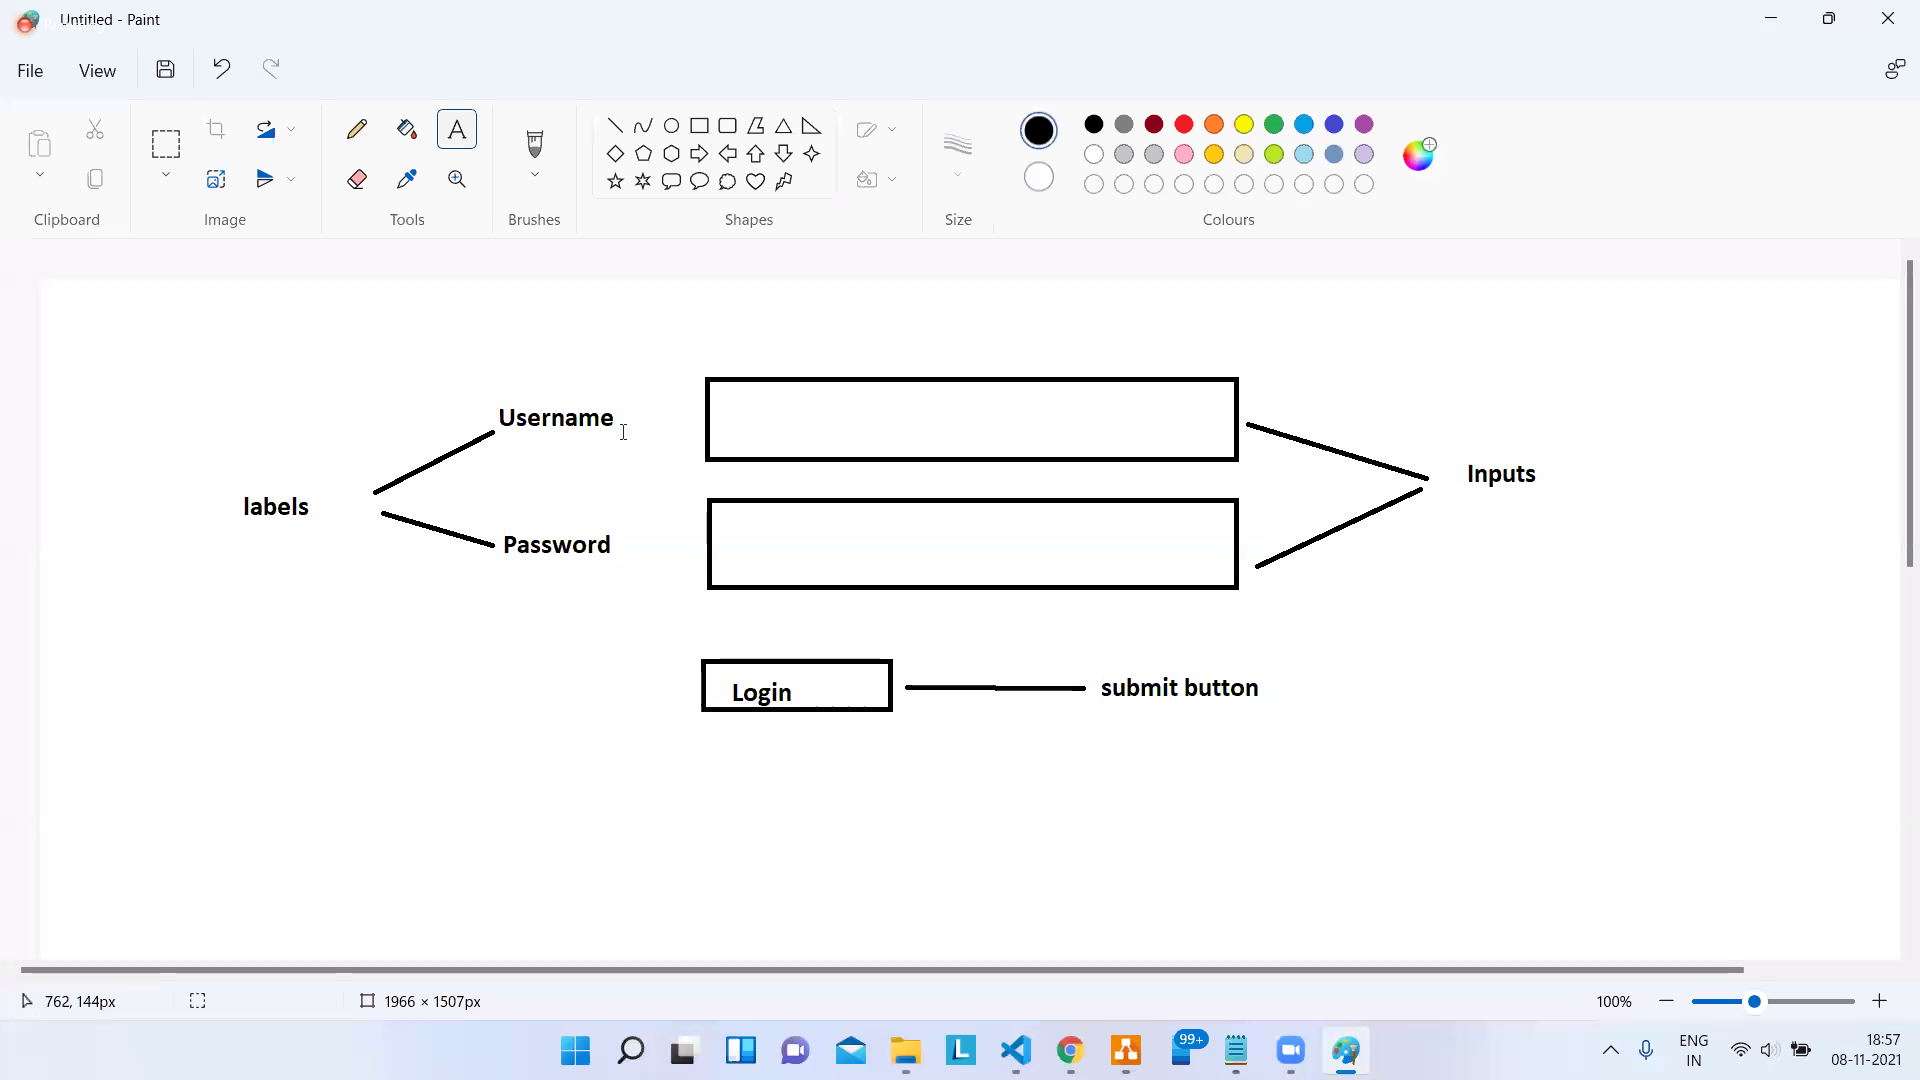 Untitled - Paint
File View
Clipboard Image Tools Brushes Shapes Size Colours
Username
Inputs
labels
Password
Login submit button
762, 144px 1966 × 1507px 100%
99+
ENG 18:57
IN 08-11-2021